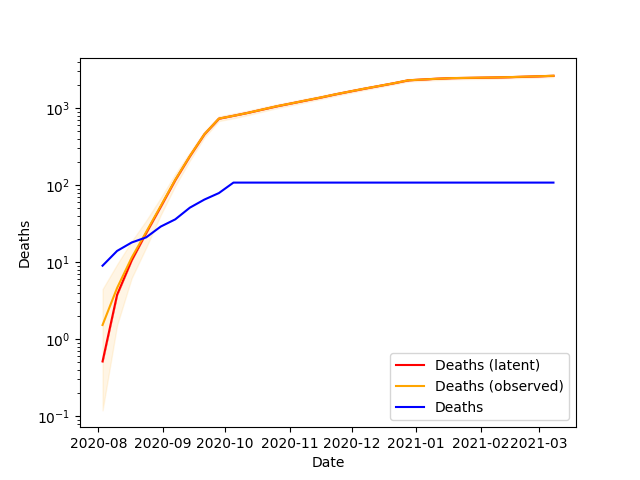 Deaths
10³
10²
10¹
10⁰
10⁻¹
Deaths (latent)
Deaths (observed)
Deaths
2020-08 2020-09 2020-10 2020-11 2020-12 2021-01 2021-02 2021-03
Date